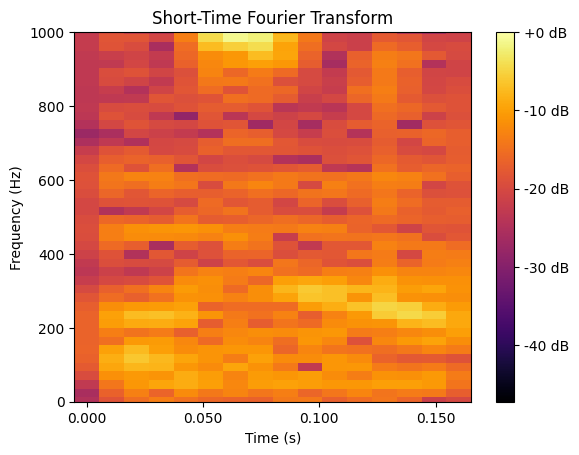 Short-Time Fourier Transform
1000
800
600
400
200
0
Frequency (Hz)
0.000
0.050
0.100
0.150
Time (s)
+0 dB
-10 dB
-20 dB
-30 dB
-40 dB